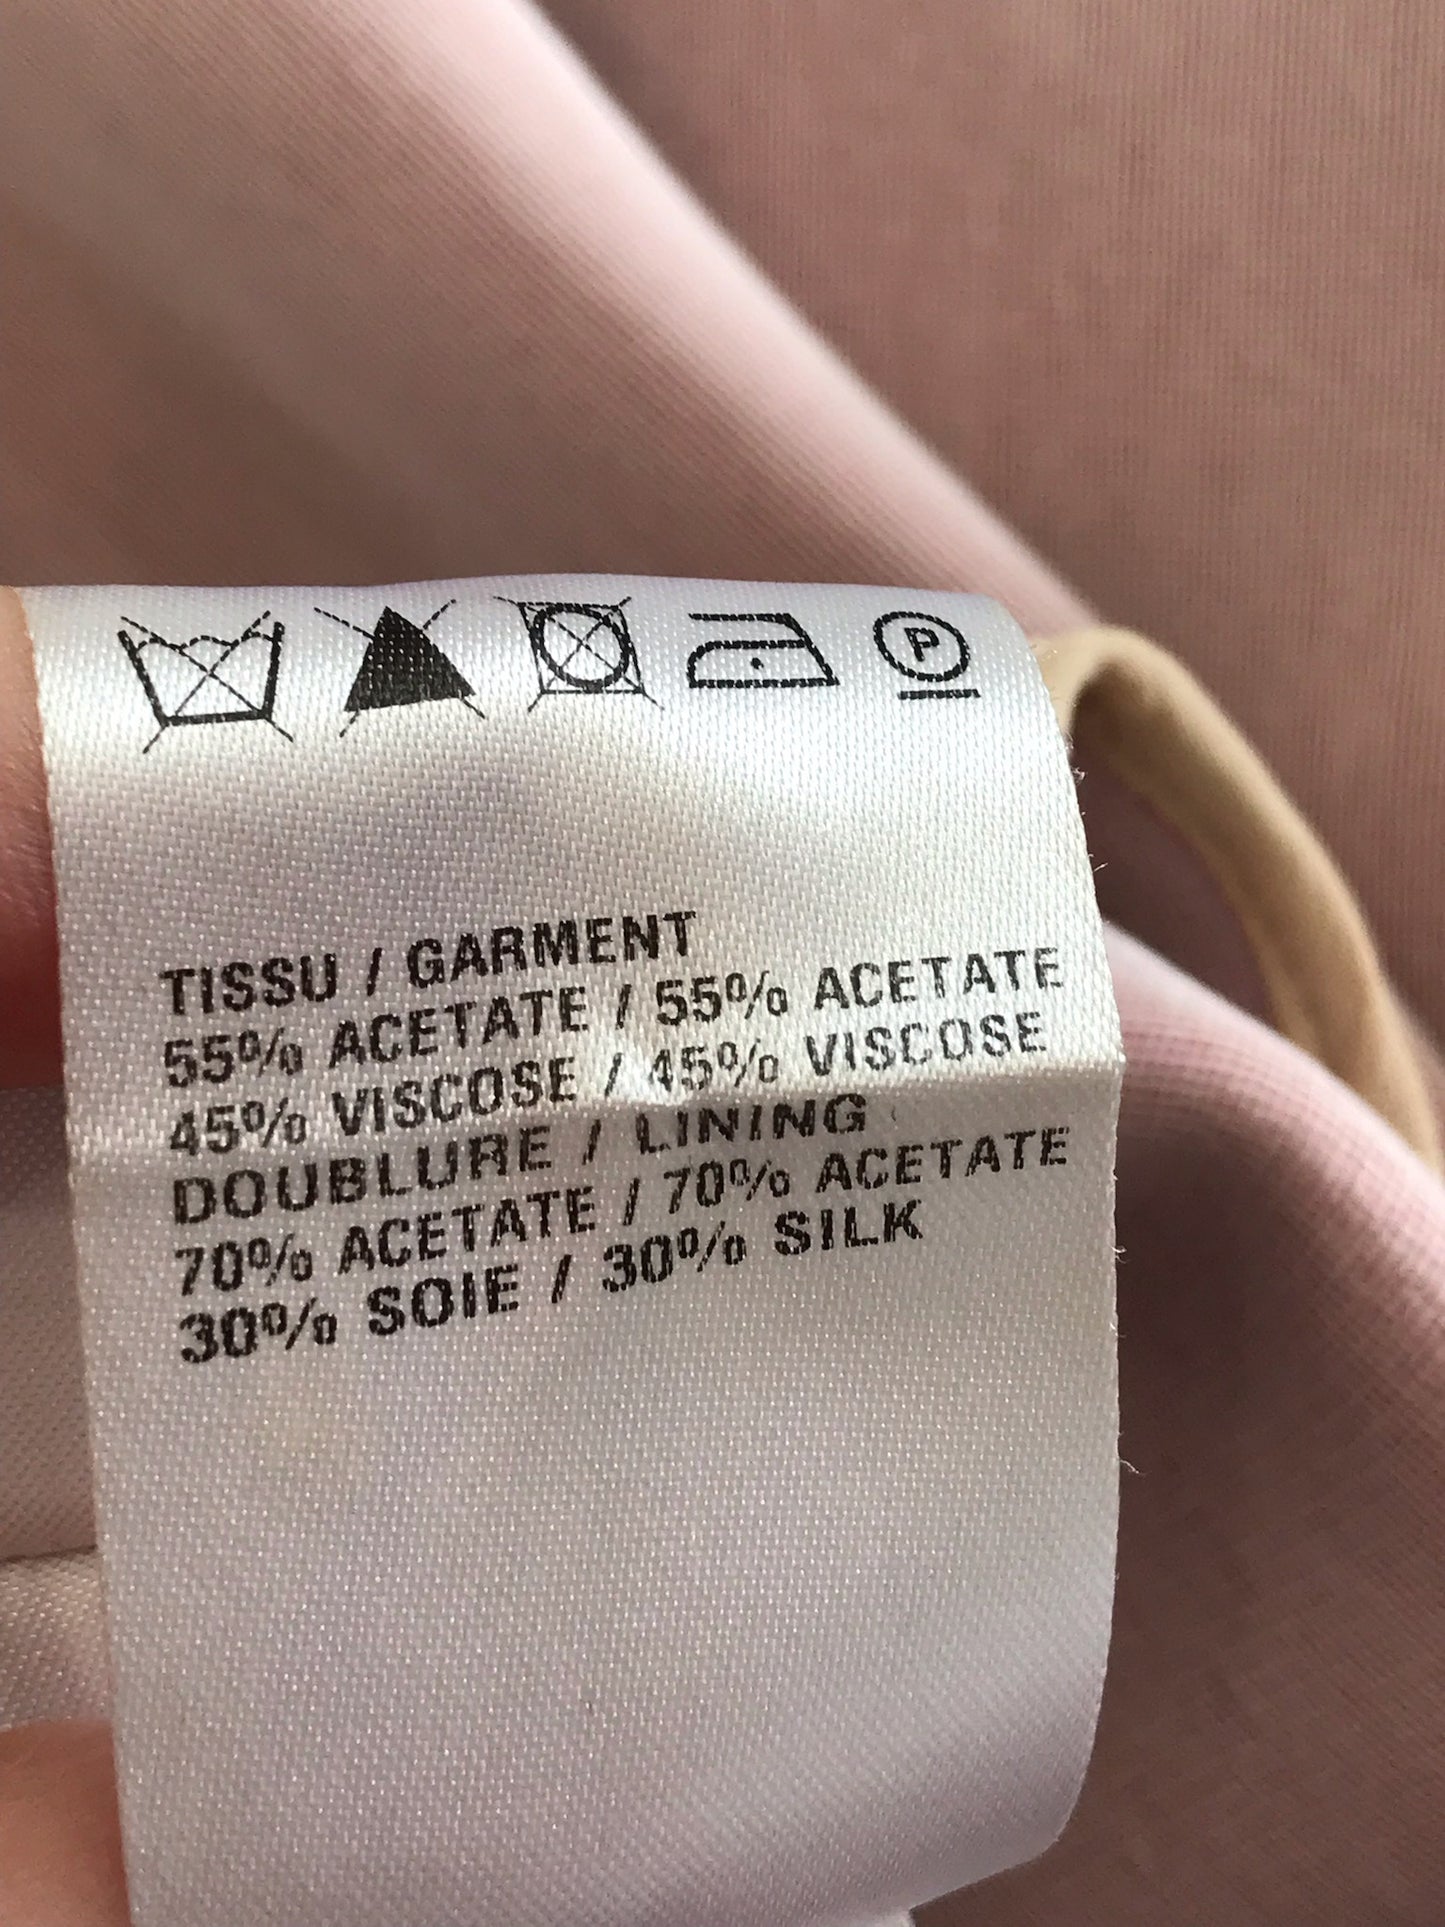 P
TISSU / GARMENT
55% ACETATE / 55% ACETATE
45% VISCOSE / 45% VISCOSE
DOUBLURE / LINING
70% ACETATE / 70% ACETATE
30% SOIE / 30% SILK